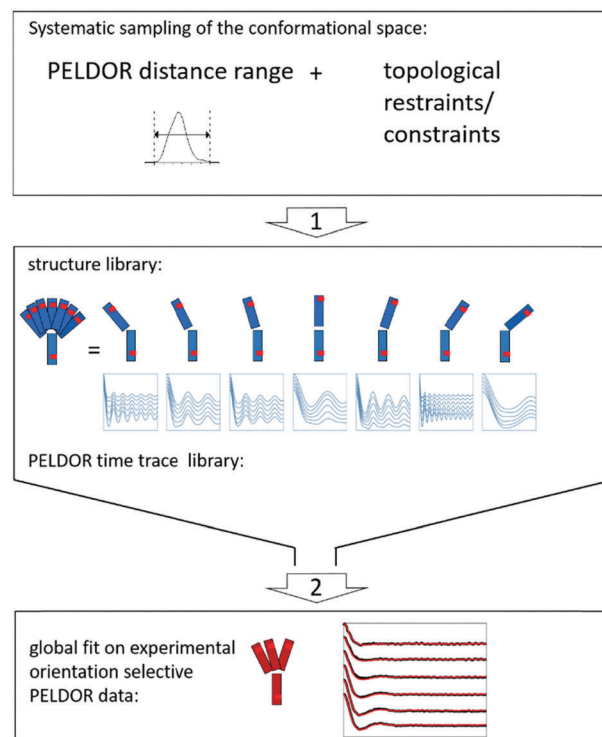 Systematic sampling of the conformational space:
PELDOR distance range + topological
restraints/
constraints
1
structure library:
=
PELDOR time trace library:
2
global fit on experimental
orientation selective
PELDOR data: